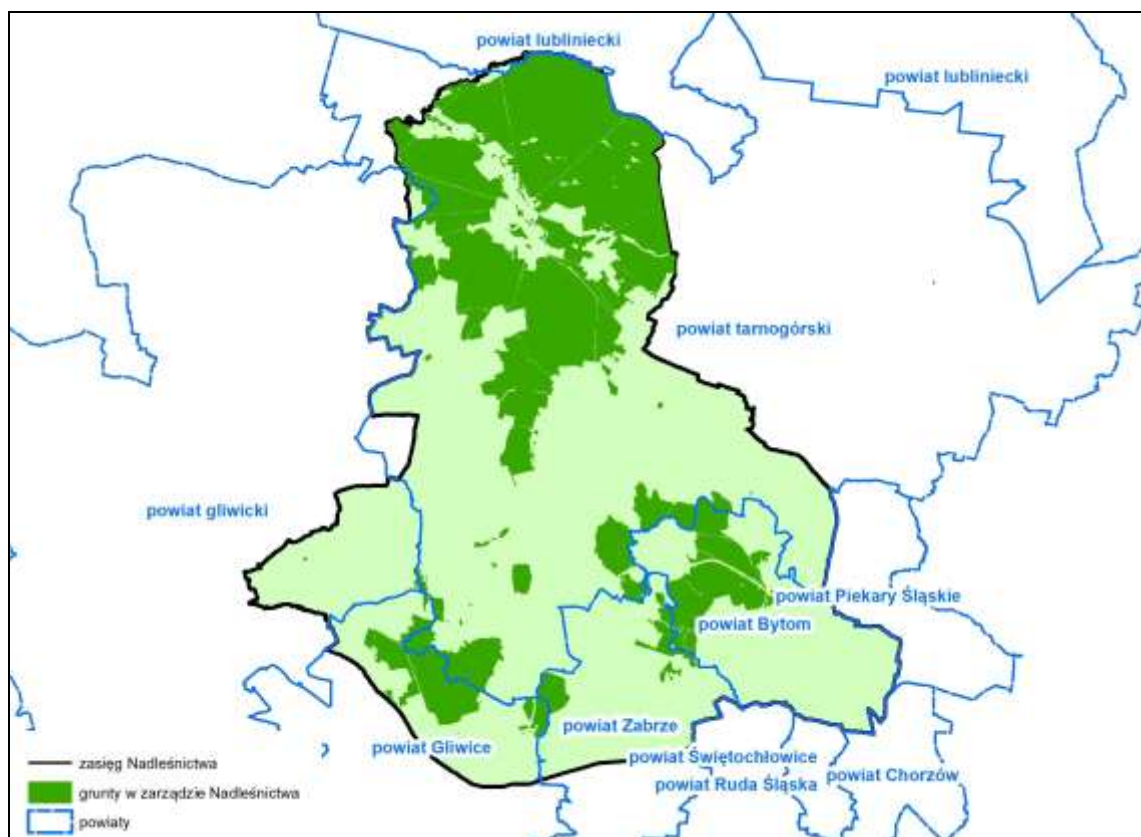 powiat lubliniecki
powiat lubliniecki
powiat tarnogórski
powiat gliwicki
powiat Piekary Śląskie
powiat Bytom
powiat Zabrze
powiat Gliwice
powiat Świętochłowice
powiat Chorzów
powiat Ruda Śląska
zasięg Nadleśnictwa
grunty w zarządzie Nadleśnictwa
powiaty